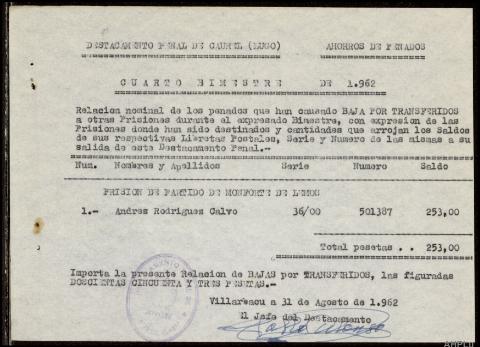 DESTACAMENTO PENAL DE CAUREL (LUGO) AHORROS DE PENADOS
CUARTO BIMESTRE DE 1.962
Relacion nominal de los penados que han causado BAJA POR TRANSFERIDOS
a otras Prisiones durante el expresado Bimestre, con expresion de las
Prisiones donde han sido destinados y cantidades que arrojan los Saldos
de sus respectivas Libretas Postales, Serie y Numero de las mismas a su
salida de este Destacamento Penal.-
Num. Nombres y Apellidos Serie Numero Saldo
PRISION DE PARTIDO DE MONFORTE DE LEMOS
1.- Andres Rodrigues Calvo 36/00 501387 253,00
Total pesetas . . 253,00
Importa la presente Relacion de BAJAS por TRANSFERIDOS, las figuradas
DOSCIENTAS CINCUENTA Y TRES PESETAS.-
Villarbacu a 31 de Agosto de 1.962
El Jefe del Destacamento